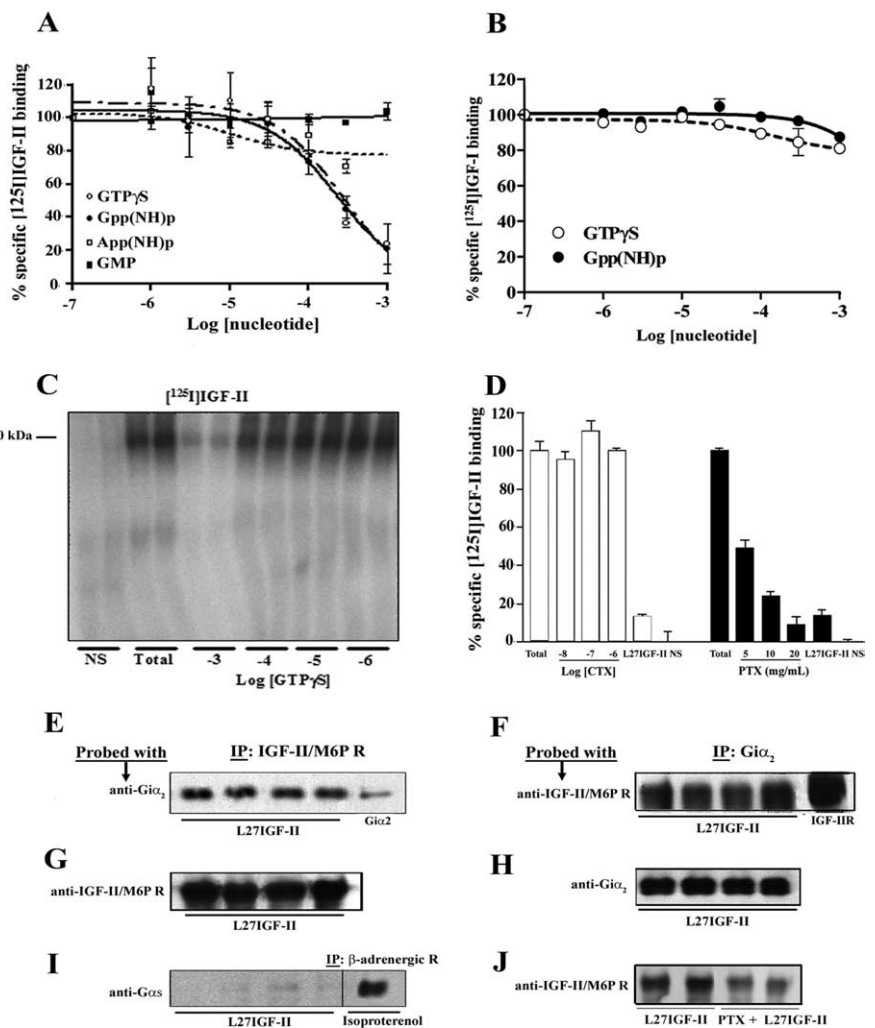 A
% specific [125I]IGF-II binding
120
100
80
60
40
20
0
GTPγS
Gpp(NH)p
App(NH)p
GMP
-7 -6 -5 -4 -3
Log [nucleotide]
B
% specific [¹²⁵I]IGF-I binding
120
100
80
60
40
20
0
GTPγS
Gpp(NH)p
-7 -6 -5 -4 -3
Log [nucleotide]
C
[¹²⁵I]IGF-II
0 kDa
NS Total -3 -4 -5 -6
Log [GTPγS]
D
% specific [125I]IGF-II binding
120
100
80
60
40
20
0
Total -8 -7 -6 L27IGF-II NS Total 5 10 20 L27IGF-II NS
Log [CTX] PTX (mg/mL)
E
Probed with
IP: IGF-II/M6P R
anti-Giα₂
L27IGF-II Giα2
F
Probed with
IP: Giα₂
anti-IGF-II/M6P R
L27IGF-II IGF-IIR
G
anti-IGF-II/M6P R
L27IGF-II
H
anti-Giα₂
L27IGF-II
I
IP: β-adrenergic R
anti-Gαs
L27IGF-II Isoproterenol
J
anti-IGF-II/M6P R
L27IGF-II PTX + L27IGF-II